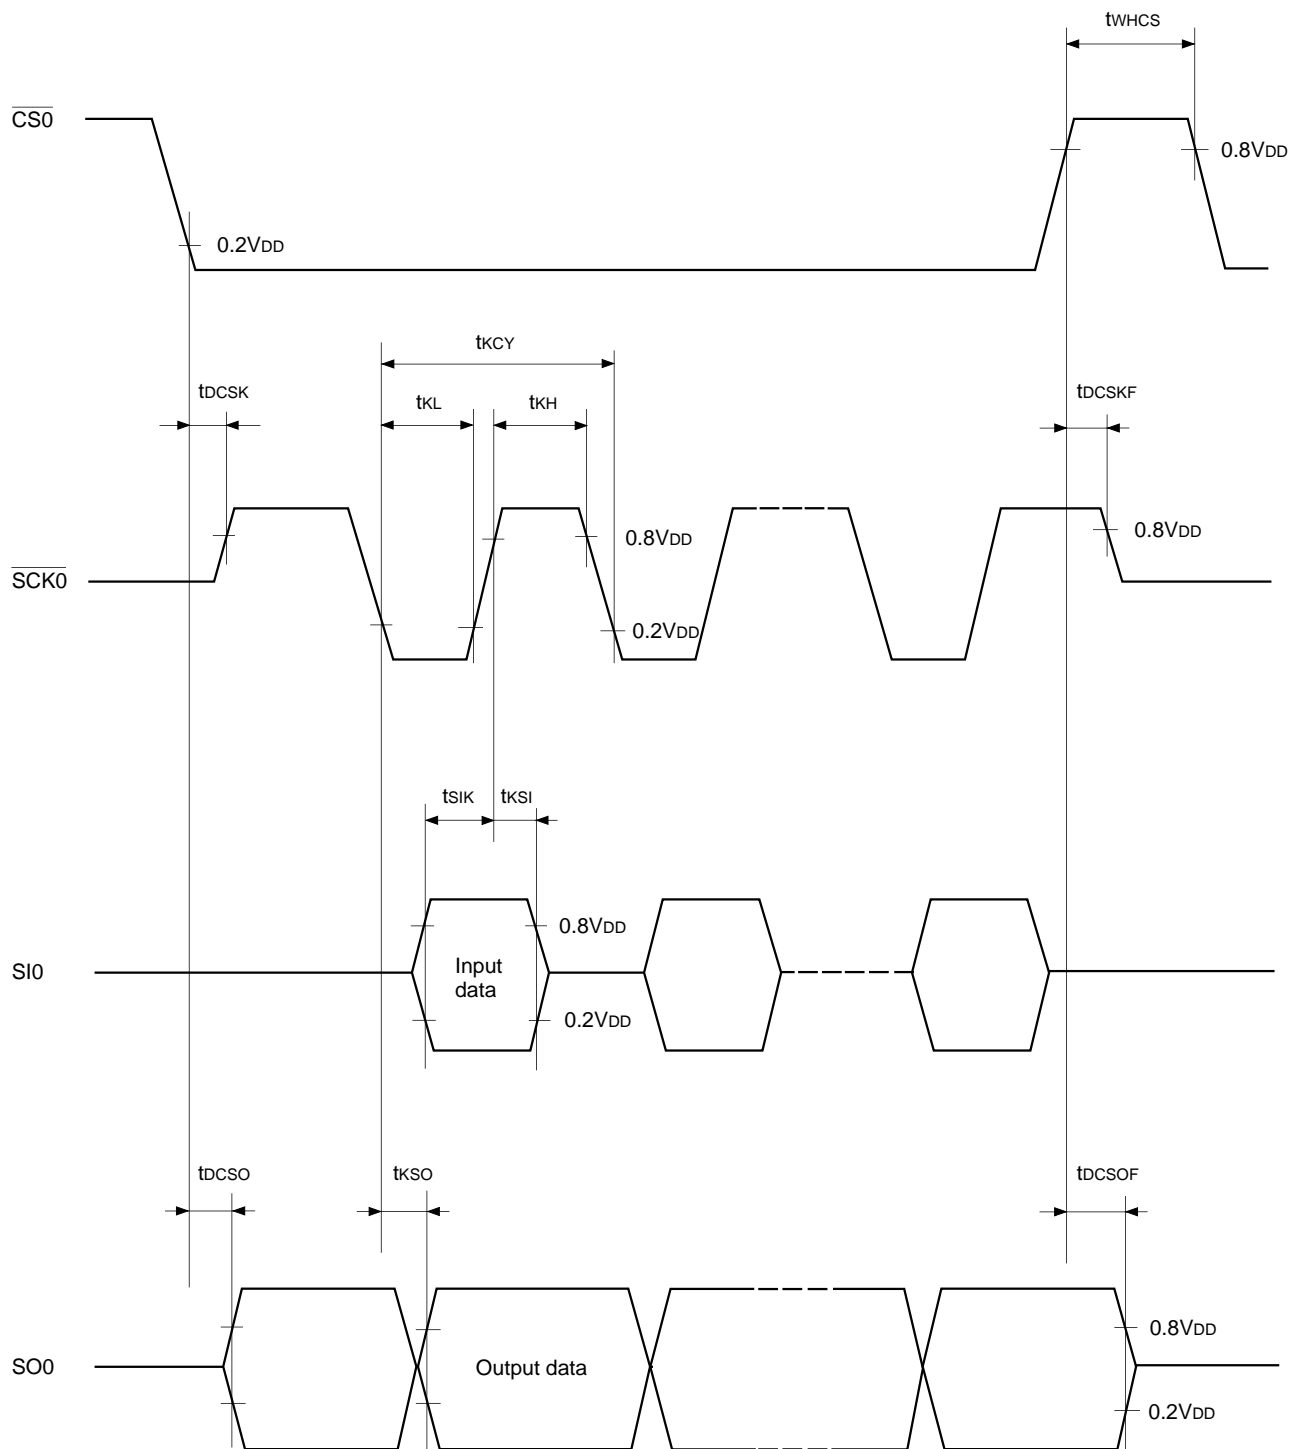 tWHCS
CS0
0.8VDD
0.2VDD
tKCY
tDCSK
tKL
tKH
tDCSKF
0.8VDD
0.8VDD
SCK0
0.2VDD
tSIK
tKSI
0.8VDD
SI0
Input
data
0.2VDD
tDCSO
tKSO
tDCSOF
0.8VDD
SO0
Output data
0.2VDD